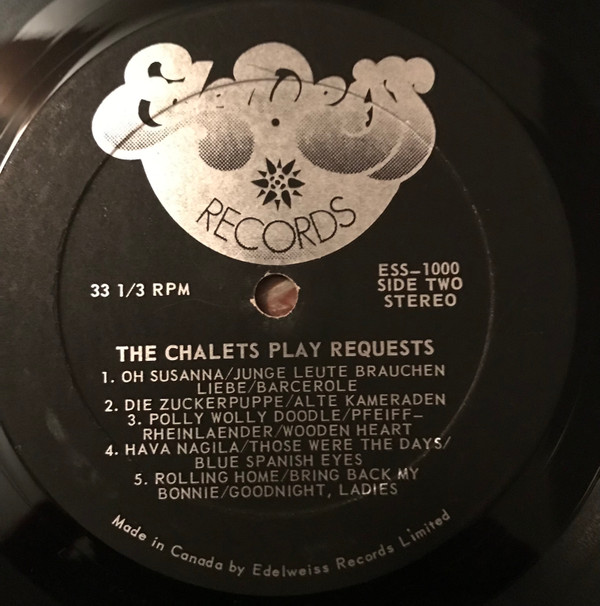 RECORDS
33 1/3 RPM
ESS-1000
SIDE TWO
STEREO
THE CHALETS PLAY REQUESTS
1. OH SUSANNA/JUNGE LEUTE BRAUCHEN
LIEBE/BARCEROLE
2. DIE ZUCKERPUPPE/ALTE KAMERADEN
3. POLLY WOLLY DOODLE/PFEIFF-
RHEINLAENDER/WOODEN HEART
4. HAVA NAGILA/THOSE WERE THE DAYS/
BLUE SPANISH EYES
5. ROLLING HOME/BRING BACK MY
BONNIE/GOODNIGHT, LADIES
Made in Canada by Edelweiss Records Limited